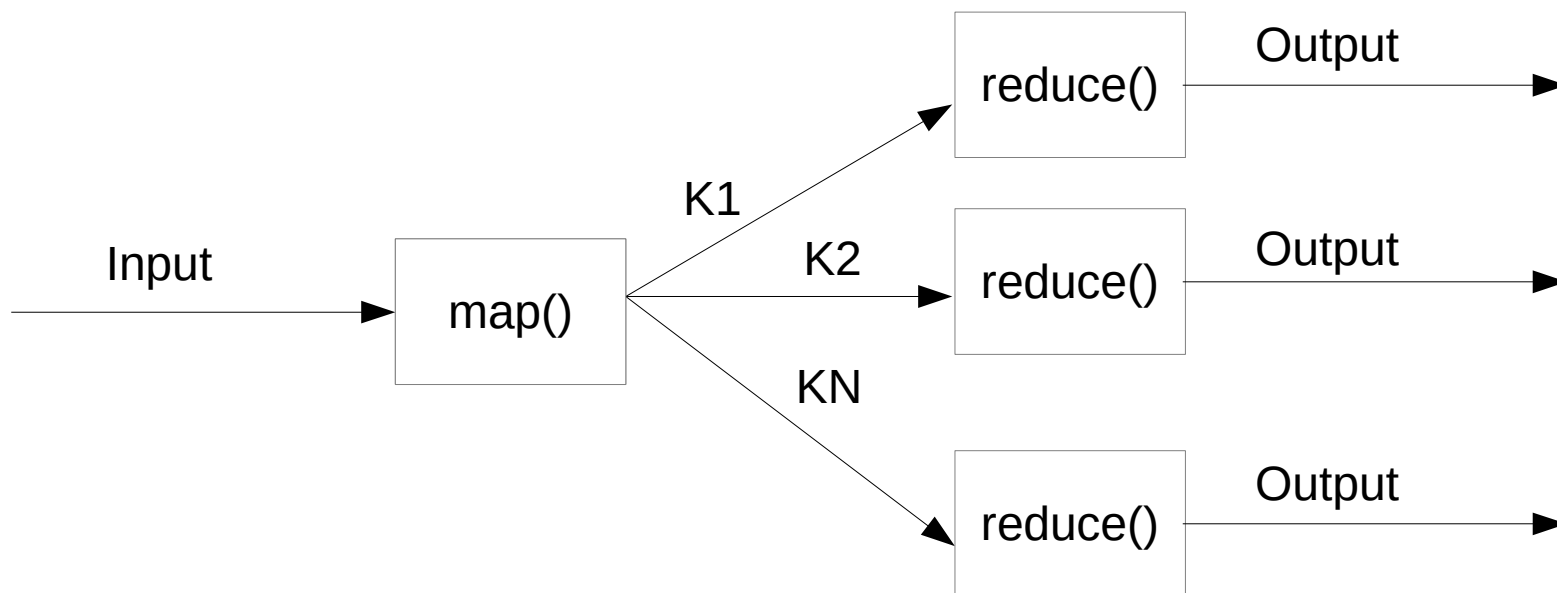 Output
reduce()
K1
Output
K2
Input
reduce()
map()
KN
Output
reduce()